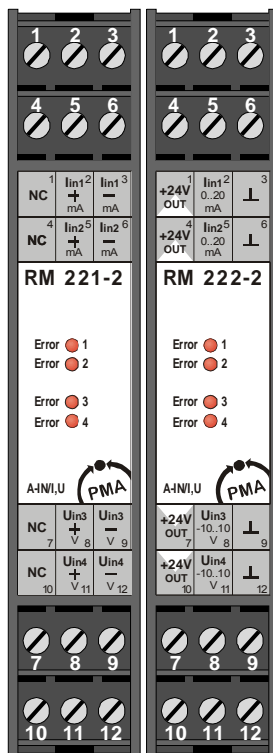 1 2 3
4 5 6
NC 1 Iin1 2 + mA Iin1 3 − mA
NC 4 Iin2 5 + mA Iin2 6 − mA
RM 221-2
Error 1
Error 2
Error 3
Error 4
A-IN/I,U PMA
NC 7 Uin3 + V 8 Uin3 − V 9
NC 10 Uin4 + V 11 Uin4 − V 12
7 8 9
10 11 12
1 2 3
4 5 6
+24V OUT 1 Iin1 2 0..20 mA ⊥ 3
+24V OUT 4 Iin2 5 0..20 mA ⊥ 6
RM 222-2
Error 1
Error 2
Error 3
Error 4
A-IN/I,U PMA
+24V OUT 7 Uin3 -10..10 V 8 ⊥ 9
+24V OUT 10 Uin4 -10..10 V 11 ⊥ 12
7 8 9
10 11 12